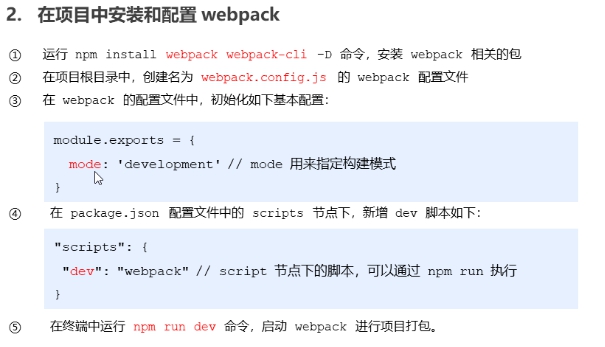 2. 在项目中安装和配置 webpack
① 运行 npm install webpack webpack-cli -D 命令，安装 webpack 相关的包
② 在项目根目录中，创建名为 webpack.config.js 的 webpack 配置文件
③ 在 webpack 的配置文件中，初始化如下基本配置：
module.exports = {
mode: 'development' // mode 用来指定构建模式
}
④ 在 package.json 配置文件中的 scripts 节点下，新增 dev 脚本如下：
"scripts": {
"dev": "webpack" // script 节点下的脚本，可以通过 npm run 执行
}
⑤ 在终端中运行 npm run dev 命令，启动 webpack 进行项目打包。